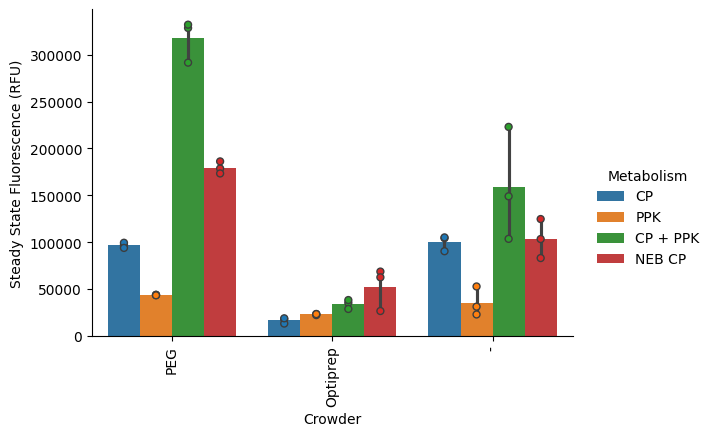 Steady State Fluorescence (RFU)
300000
250000
200000
150000
100000
50000
0
PEG
Optiprep
-
Crowder
Metabolism
CP
PPK
CP + PPK
NEB CP